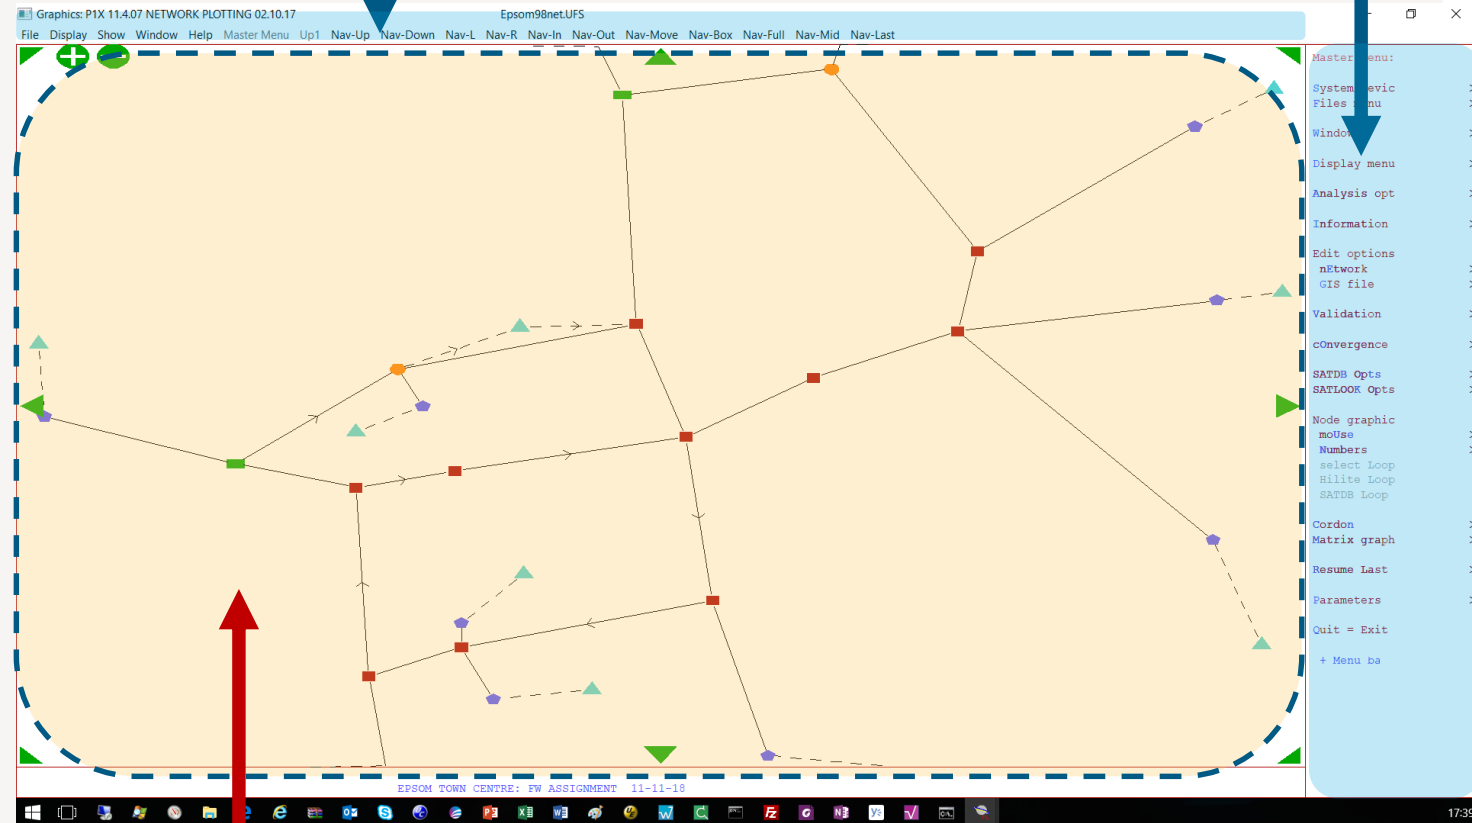 Graphics: P1X 11.4.07 NETWORK PLOTTING 02.10.17 Epsom98net.UFS
File Display Show Window Help Master Menu Up1 Nav-Up Nav-Down Nav-L Nav-R Nav-In Nav-Out Nav-Move Nav-Box Nav-Full Nav-Mid Nav-Last
Master Menu:
System evic
Files nu
Windo
Display menu
Analysis opt
Information
Edit options
nEtwork
GIS file
Validation
cOnvergence
SATDB Opts
SATLOOK Opts
Node graphic
moUse
Numbers
select Loop
Hilite Loop
SATDB Loop
Cordon
Matrix graph
Resume Last
Parameters
Quit = Exit
+ Menu ba
EPSOM TOWN CENTRE: FW ASSIGNMENT 11-11-18
17:39